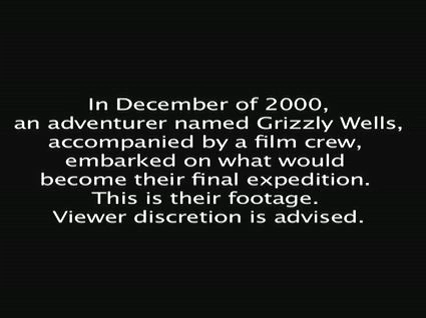 In December of 2000,
an adventurer named Grizzly Wells,
accompanied by a film crew,
embarked on what would
become their final expedition.
This is their footage.
Viewer discretion is advised.